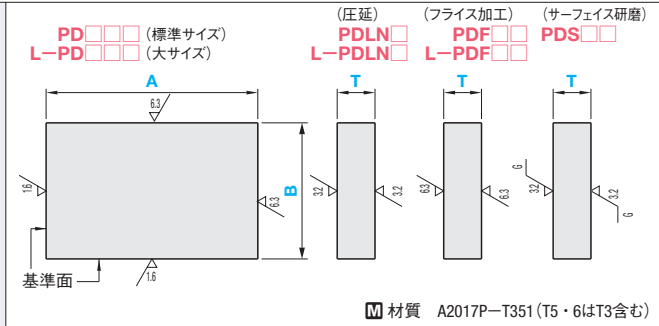 PD□□□（標準サイズ）
L−PD□□□（大サイズ）
（圧延）
PDLN□
L−PDLN□
（フライス加工）
PDF□□
L−PDF□□
（サーフェイス研磨）
PDS□□
A
6.3
1.6
B
6.3
1.6
基準面
T
3.2
3.2
T
6.3
6.3
T
G
3.2
3.2
G
M 材質 A2017P−T351（T5・6はT3含む）